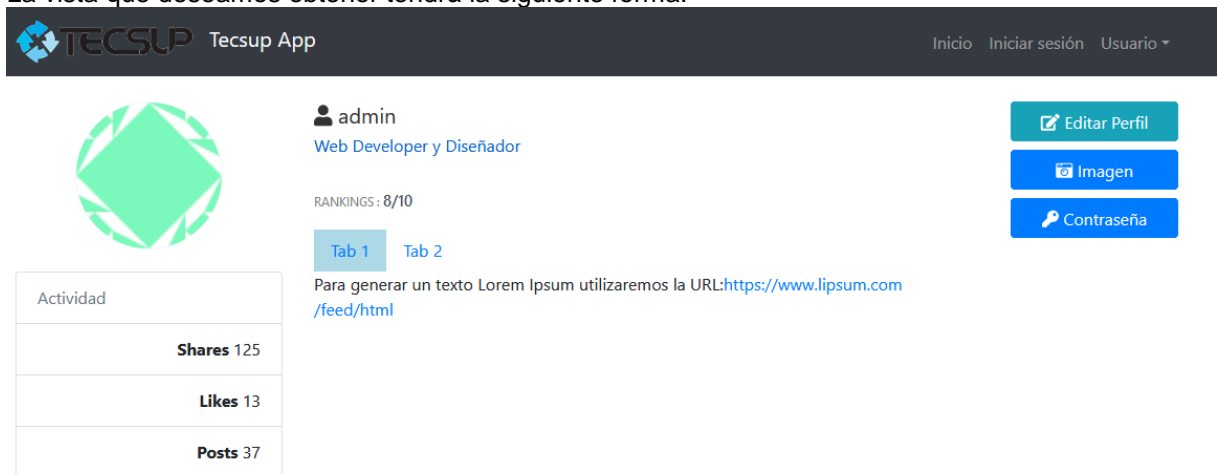 La vista que deseamos obtener tendrá la siguiente forma:
TECSUP Tecsup App Inicio Iniciar sesión Usuario
admin
Web Developer y Diseñador
RANKINGS : 8/10
Tab 1 Tab 2
Para generar un texto Lorem Ipsum utilizaremos la URL:https://www.lipsum.com
/feed/html
Editar Perfil
Imagen
Contraseña
Actividad
Shares 125
Likes 13
Posts 37